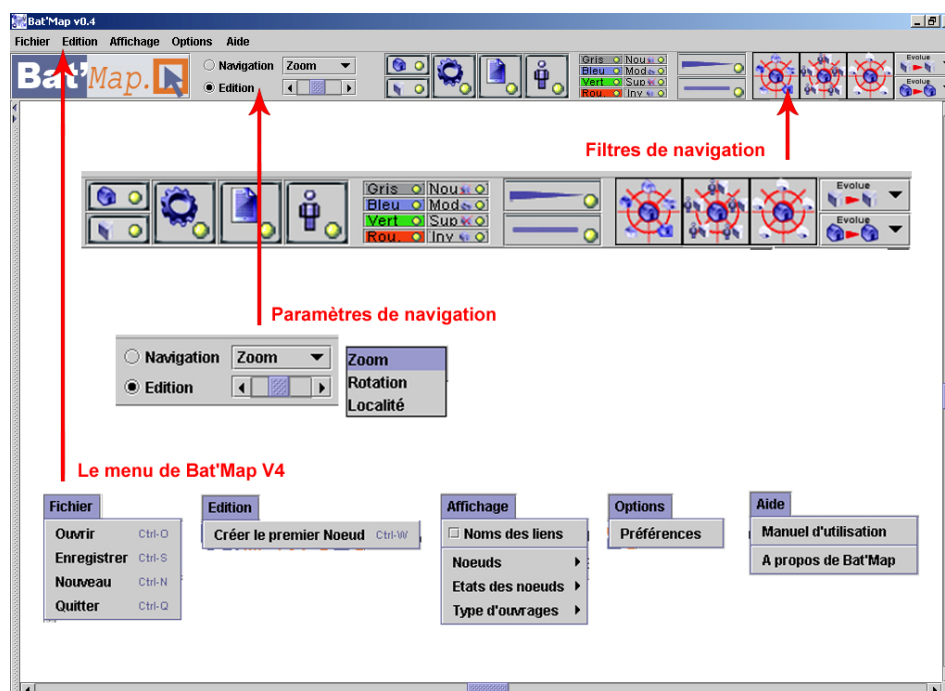 Bat'Map v0.4
Fichier Edition Affichage Options Aide
Bat'Map.
Navigation Zoom
Edition
Gris Nou
Bleu Mod
Vert Sup
Rou. Inv
Evolue
Evolue
Filtres de navigation
Gris Nou
Bleu Mod
Vert Sup
Rou. Inv
Evolue
Evolue
Paramètres de navigation
Navigation Zoom
Edition
Zoom
Rotation
Localité
Le menu de Bat'Map V4
Fichier
Ouvrir Ctrl-O
Enregistrer Ctrl-S
Nouveau Ctrl-N
Quitter Ctrl-Q
Edition
Créer le premier Noeud Ctrl-W
Affichage
Noms des liens
Noeuds
Etats des noeuds
Type d'ouvrages
Options
Préférences
Aide
Manuel d'utilisation
A propos de Bat'Map